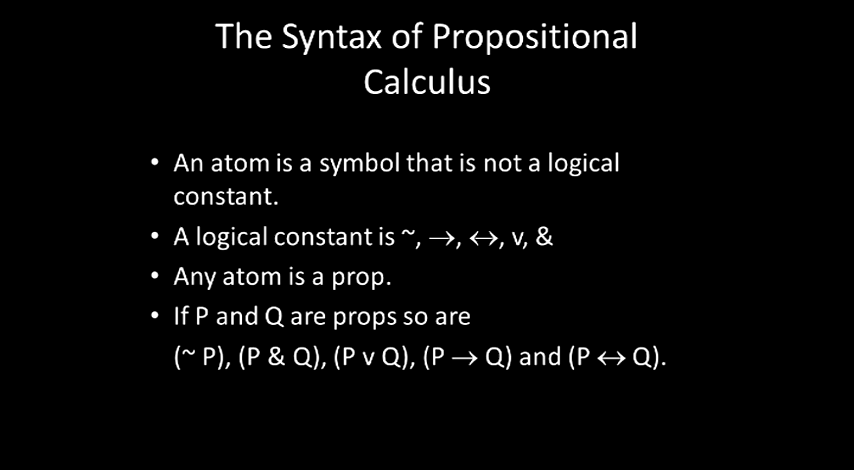 The Syntax of Propositional
Calculus
• An atom is a symbol that is not a logical
constant.
• A logical constant is ~, →, ↔, v, &
• Any atom is a prop.
• If P and Q are props so are
(~ P), (P & Q), (P v Q), (P → Q) and (P ↔ Q).